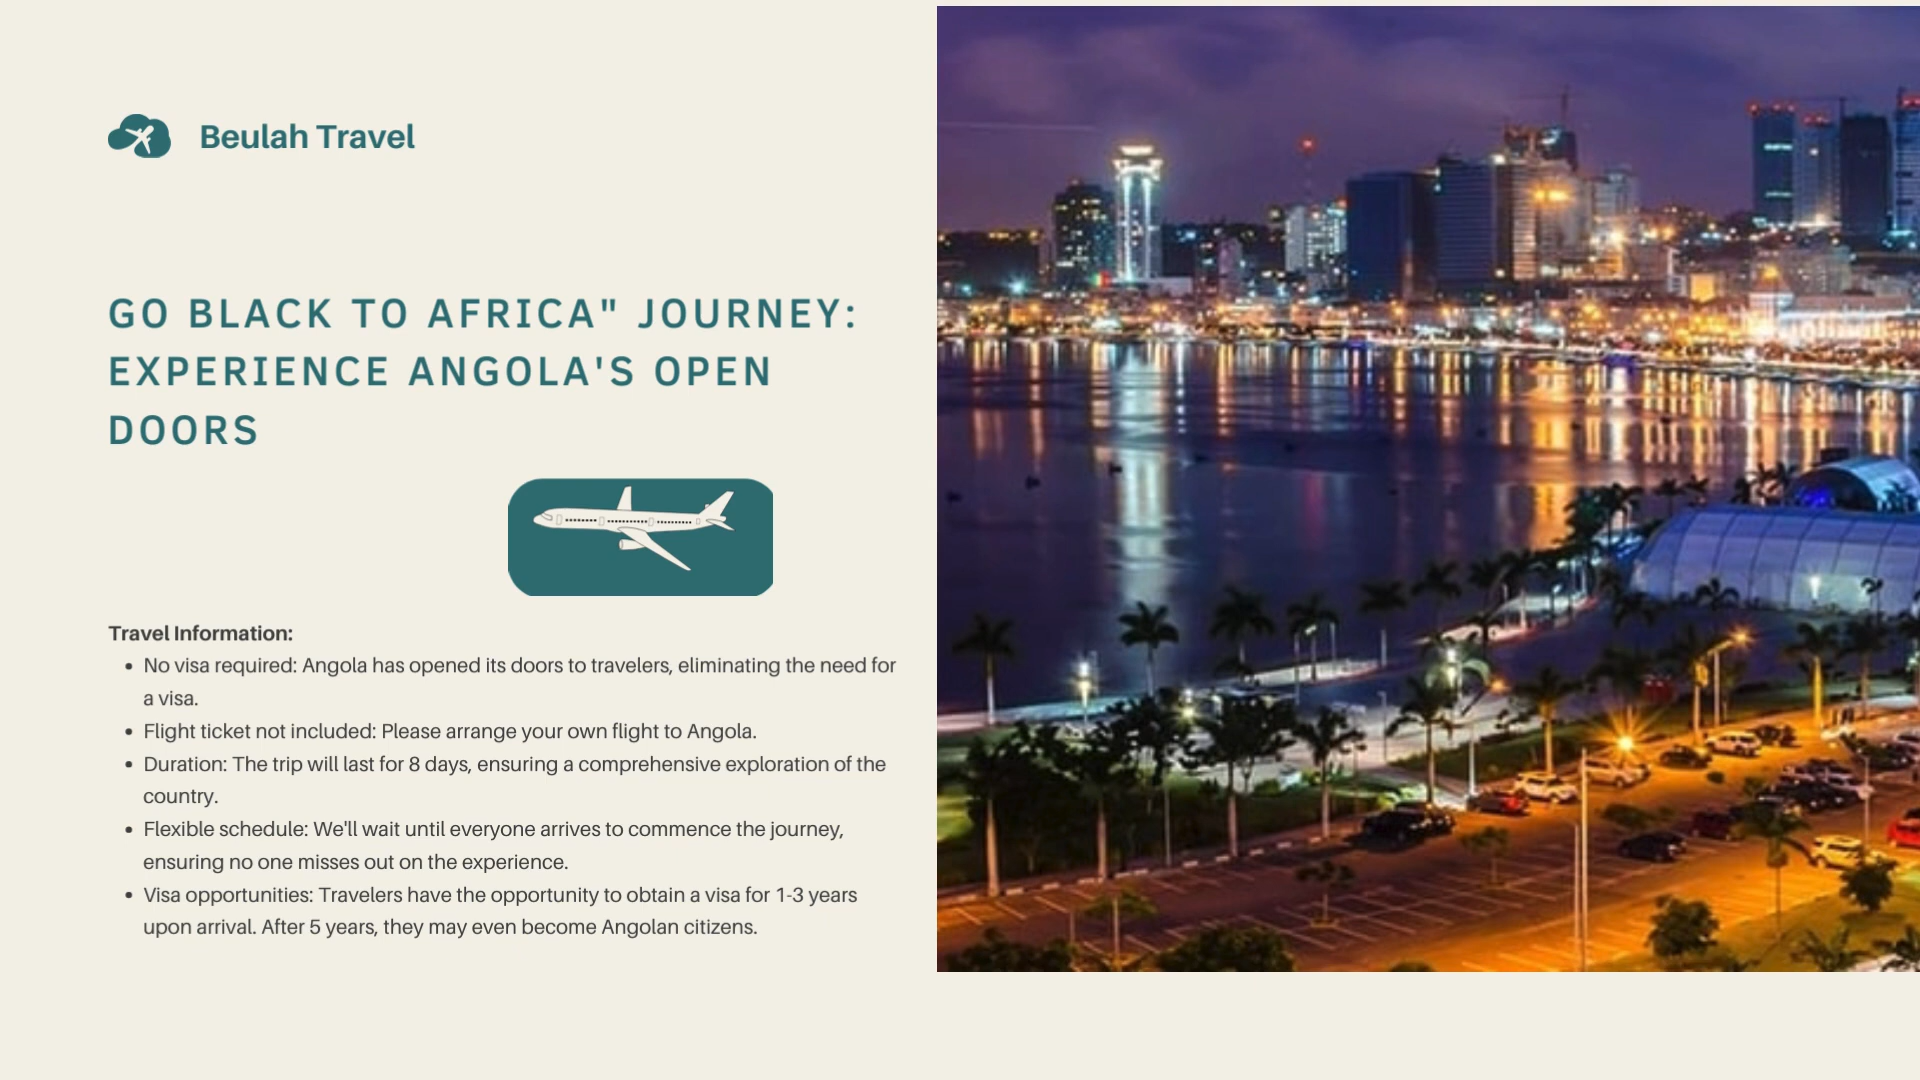 Beulah Travel
GO BLACK TO AFRICA" JOURNEY:
EXPERIENCE ANGOLA'S OPEN
DOORS
Travel Information:
• No visa required: Angola has opened its doors to travelers, eliminating the need for
a visa.
• Flight ticket not included: Please arrange your own flight to Angola.
• Duration: The trip will last for 8 days, ensuring a comprehensive exploration of the
country.
• Flexible schedule: We'll wait until everyone arrives to commence the journey,
ensuring no one misses out on the experience.
• Visa opportunities: Travelers have the opportunity to obtain a visa for 1-3 years
upon arrival. After 5 years, they may even become Angolan citizens.